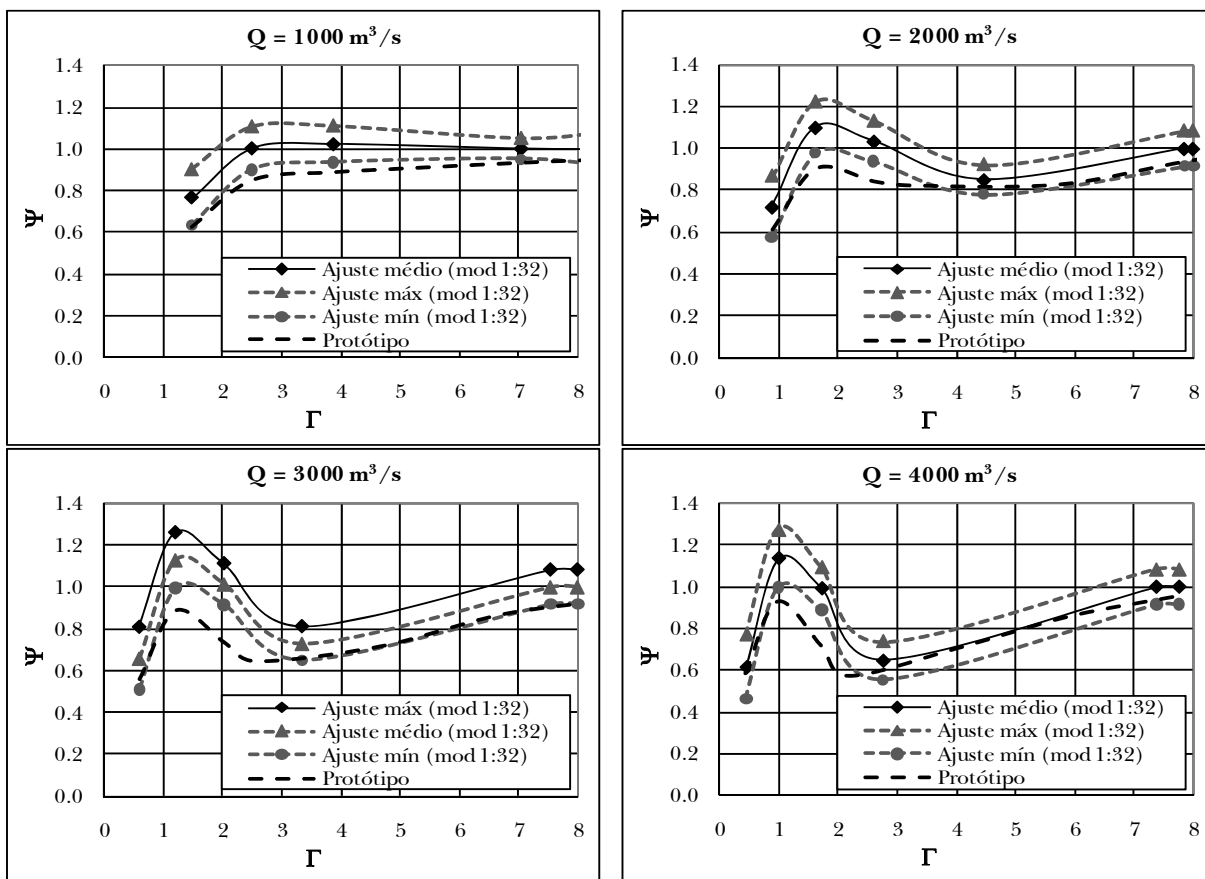 Q = 1000 m³/s
1.4
1.2
1.0
0.8
0.6
0.4
0.2
0.0
Ψ
Ajuste médio (mod 1:32)
Ajuste máx (mod 1:32)
Ajuste mín (mod 1:32)
Protótipo
0 1 2 3 4 5 6 7 8
Γ
Q = 2000 m³/s
1.4
1.2
1.0
0.8
0.6
0.4
0.2
0.0
Ψ
Ajuste médio (mod 1:32)
Ajuste máx (mod 1:32)
Ajuste mín (mod 1:32)
Protótipo
0 1 2 3 4 5 6 7 8
Γ
Q = 3000 m³/s
1.4
1.2
1.0
0.8
0.6
0.4
0.2
0.0
Ψ
Ajuste máx (mod 1:32)
Ajuste médio (mod 1:32)
Ajuste mín (mod 1:32)
Protótipo
0 1 2 3 4 5 6 7 8
Γ
Q = 4000 m³/s
1.4
1.2
1.0
0.8
0.6
0.4
0.2
0.0
Ψ
Ajuste médio (mod 1:32)
Ajuste máx (mod 1:32)
Ajuste mín (mod 1:32)
Protótipo
0 1 2 3 4 5 6 7 8
Γ